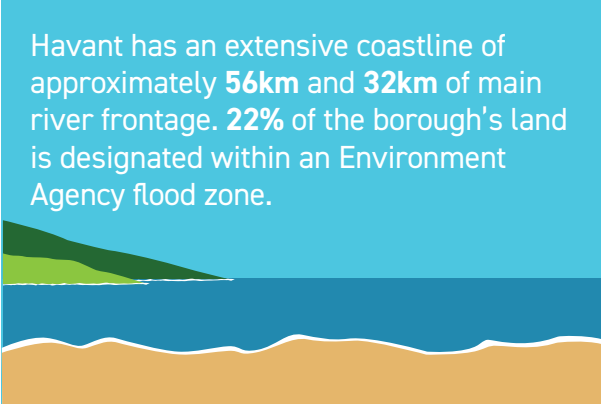 Havant has an extensive coastline of
approximately 56km and 32km of main
river frontage. 22% of the borough's land
is designated within an Environment
Agency flood zone.